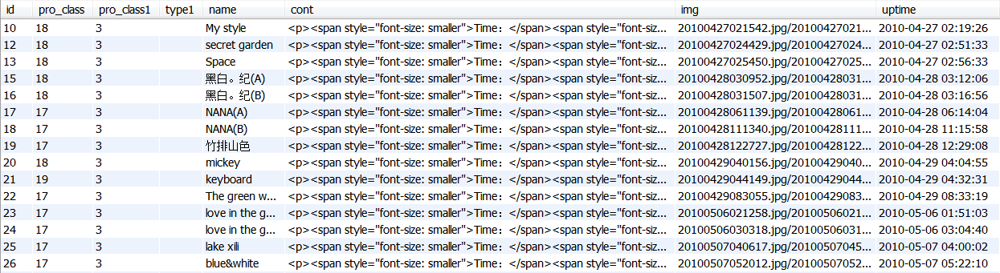 id pro_class pro_class1 type1 name cont img uptime
10 18 3 My style <p><span style="font-size: smaller">Time：</span><span style="font-siz... 20100427021542.jpg/20100427021... 2010-04-27 02:19:26
12 18 3 secret garden <p><span style="font-size: smaller">Time：</span><span style="font-siz... 20100427024429.jpg/20100427024... 2010-04-27 02:51:33
13 18 3 Space <p><span style="font-size: smaller">Time：</span><span style="font-siz... 20100427025450.jpg/20100427025... 2010-04-27 02:56:33
15 18 3 黑白。纪(A) <p><span style="font-size: smaller">Time：</span><span style="font-siz... 20100428030952.jpg/20100428031... 2010-04-28 03:12:06
16 18 3 黑白。纪(B) <p><span style="font-size: smaller">Time：</span><span style="font-siz... 20100428031507.jpg/20100428031... 2010-04-28 03:16:56
17 17 3 NANA(A) <p><span style="font-size: smaller">Time：</span><span style="font-siz... 20100428061139.jpg/20100428061... 2010-04-28 06:14:04
18 17 3 NANA(B) <p><span style="font-size: smaller">Time：</span><span style="font-siz... 20100428111340.jpg/20100428111... 2010-04-28 11:15:58
19 17 3 竹排山色 <p><span style="font-size: smaller">Time：</span><span style="font-siz... 20100428122727.jpg/20100428122... 2010-04-28 12:29:08
20 18 3 mickey <p><span style="font-size: smaller">Time：</span><span style="font-siz... 20100429040156.jpg/20100429040... 2010-04-29 04:04:55
21 19 3 keyboard <p><span style="font-size: smaller">Time：</span><span style="font-siz... 20100429044149.jpg/20100429044... 2010-04-29 04:32:31
22 17 3 The green w... <p><span style="font-size: smaller">Time：</span><span style="font-siz... 20100429083055.jpg/20100429083... 2010-04-29 08:33:19
23 17 3 love in the g... <p><span style="font-size: smaller">Time：</span><span style="font-siz... 20100506021258.jpg/20100506021... 2010-05-06 01:51:03
24 17 3 love in the g... <p><span style="font-size: smaller">Time：</span><span style="font-siz... 20100506030318.jpg/20100506031... 2010-05-06 03:04:40
25 17 3 lake xili <p><span style="font-size: smaller">Time：</span><span style="font-siz... 20100507040617.jpg/20100507045... 2010-05-07 04:00:02
26 17 3 blue&white <p><span style="font-size: smaller">Time：</span><span style="font-siz... 20100507052012.jpg/20100507052... 2010-05-07 05:22:10